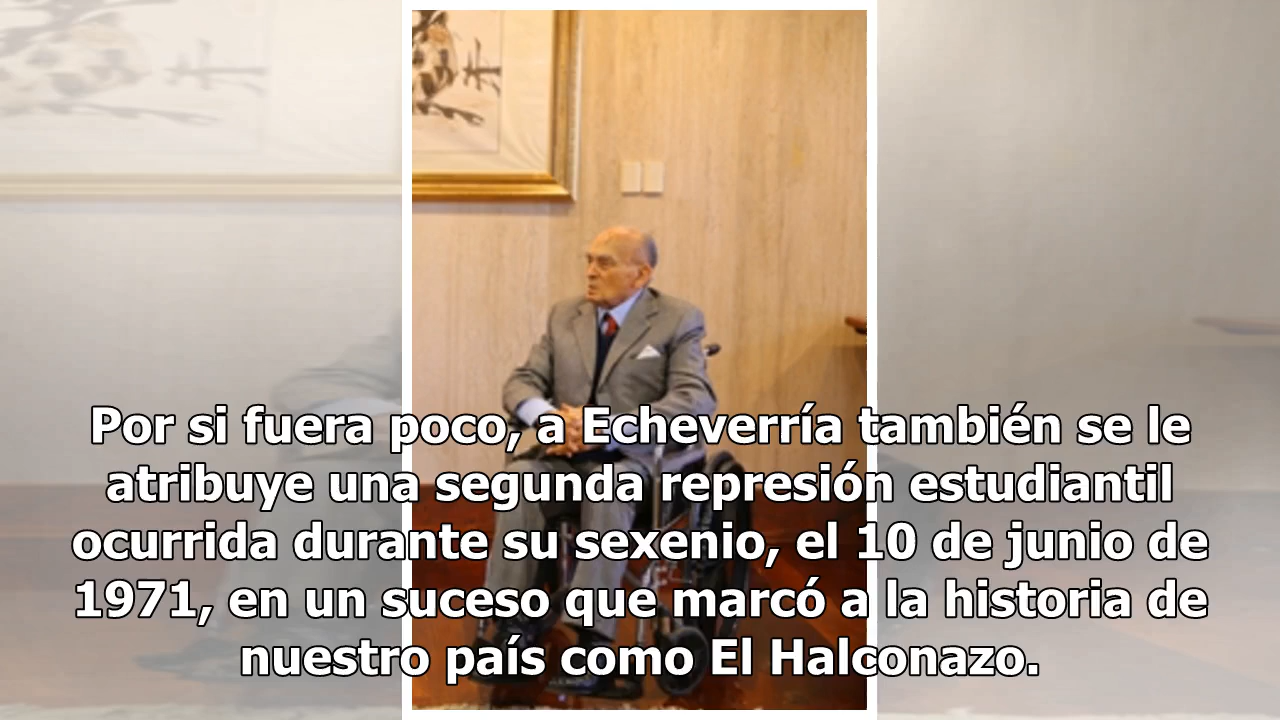 Por si fuera poco, a Echeverría también se le
atribuye una segunda represión estudiantil
ocurrida durante su sexenio, el 10 de junio de
1971, en un suceso que marcó a la historia de
nuestro país como El Halconazo.